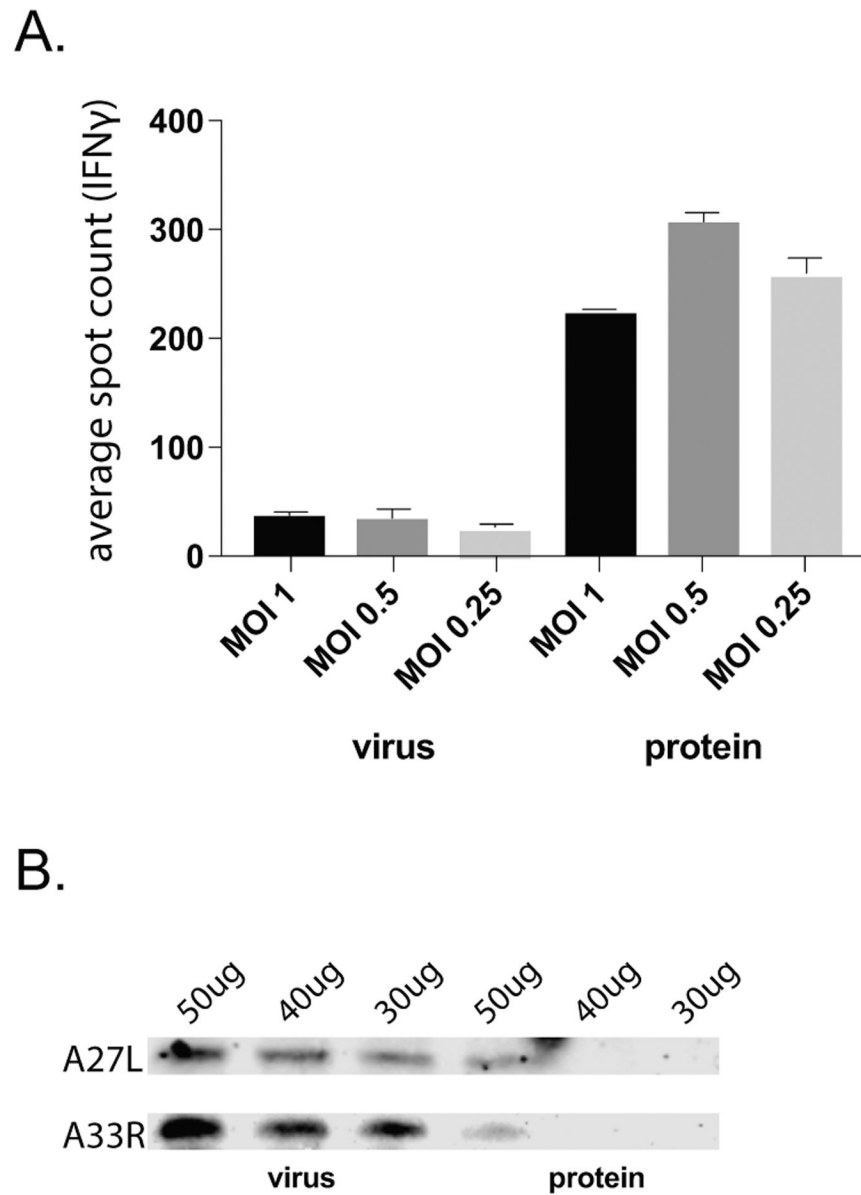 A.
average spot count (IFNγ)
400
300
200
100
0
MOI 1
MOI 0.5
MOI 0.25
MOI 1
MOI 0.5
MOI 0.25
virus
protein
B.
50ug 40ug 30ug 50ug 40ug 30ug
A27L
A33R
virus protein